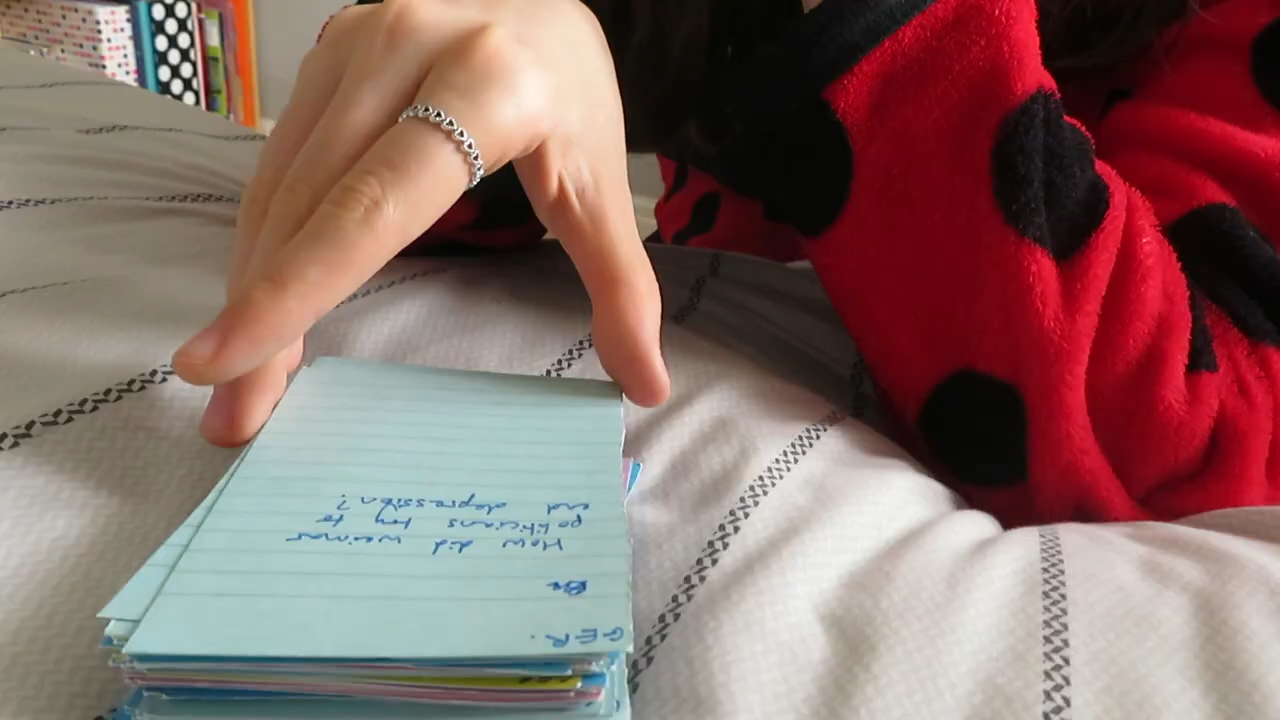 GER.
How did weimar
politicians try to
end depression?